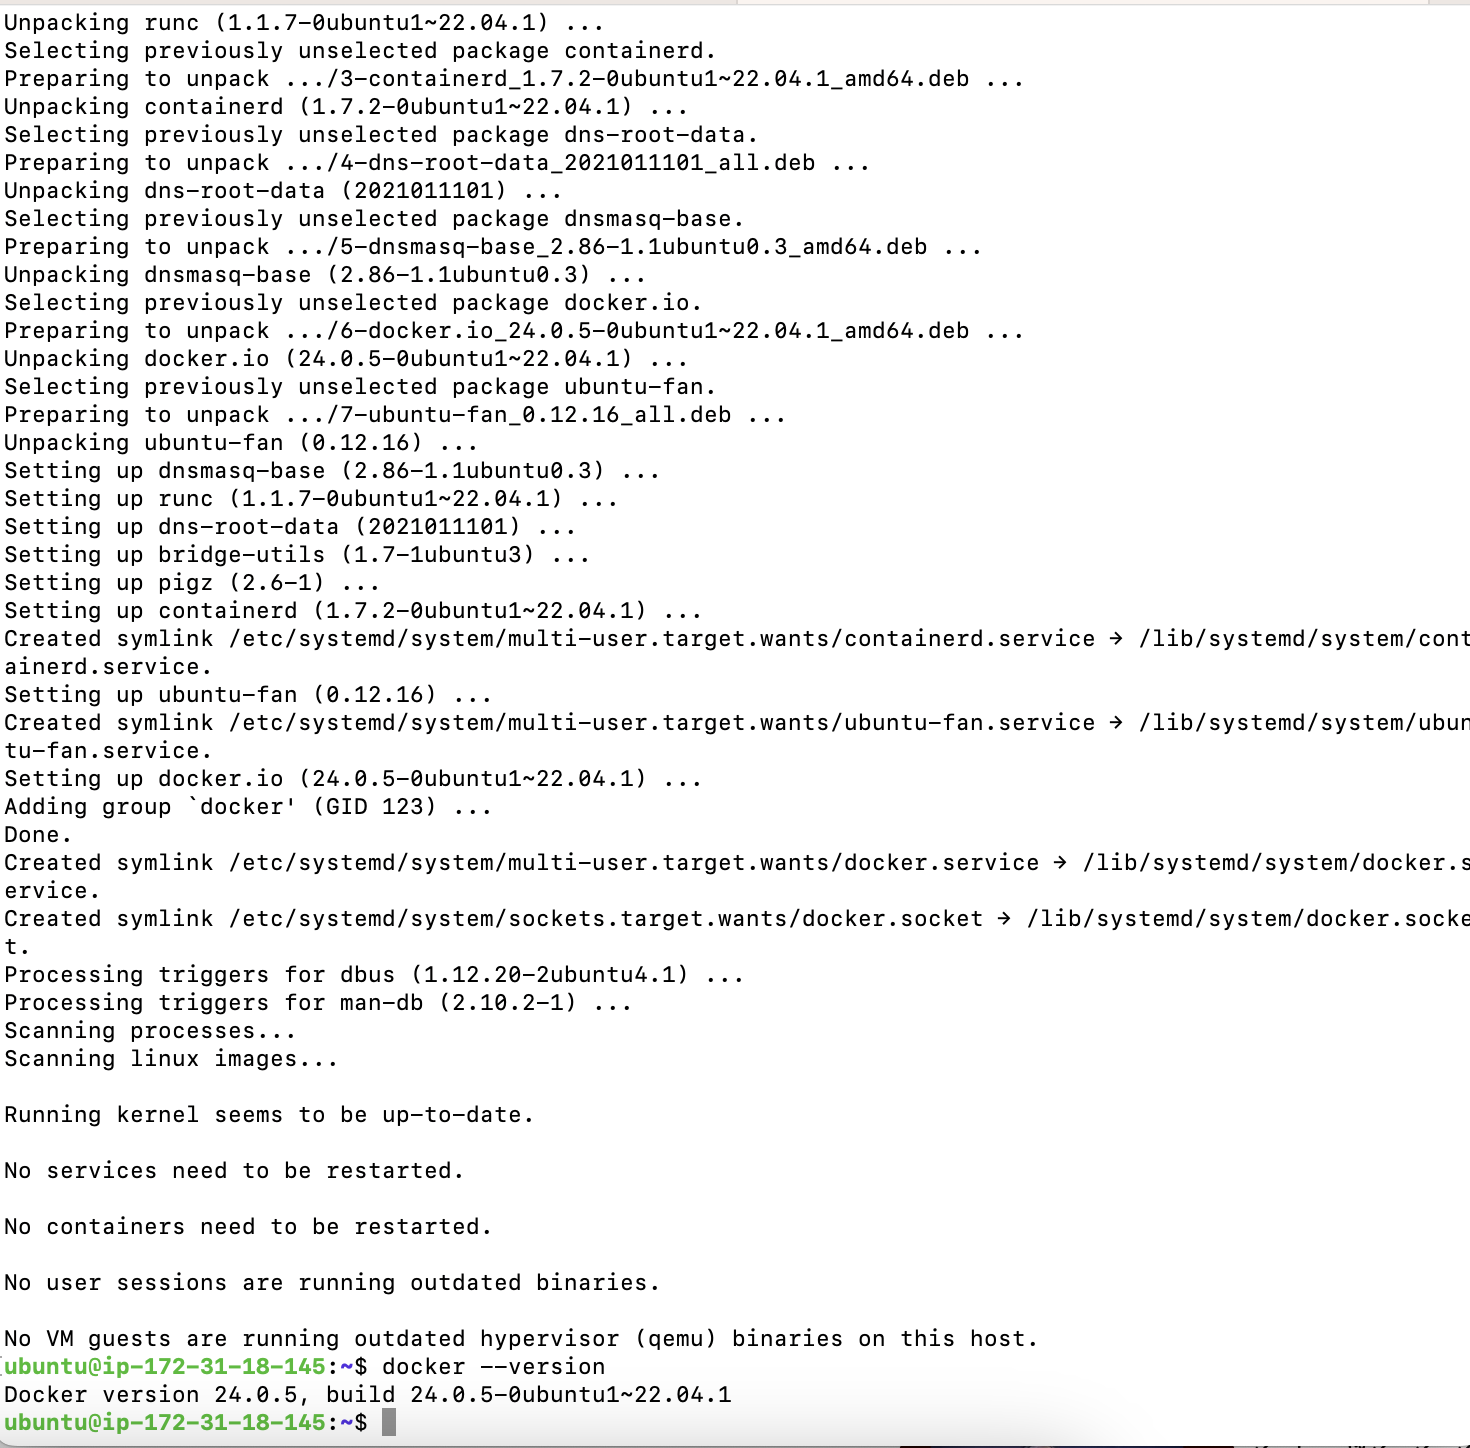 Unpacking runc (1.1.7-0ubuntu1~22.04.1) ...
Selecting previously unselected package containerd.
Preparing to unpack .../3-containerd_1.7.2-0ubuntu1~22.04.1_amd64.deb ...
Unpacking containerd (1.7.2-0ubuntu1~22.04.1) ...
Selecting previously unselected package dns-root-data.
Preparing to unpack .../4-dns-root-data_2021011101_all.deb ...
Unpacking dns-root-data (2021011101) ...
Selecting previously unselected package dnsmasq-base.
Preparing to unpack .../5-dnsmasq-base_2.86-1.1ubuntu0.3_amd64.deb ...
Unpacking dnsmasq-base (2.86-1.1ubuntu0.3) ...
Selecting previously unselected package docker.io.
Preparing to unpack .../6-docker.io_24.0.5-0ubuntu1~22.04.1_amd64.deb ...
Unpacking docker.io (24.0.5-0ubuntu1~22.04.1) ...
Selecting previously unselected package ubuntu-fan.
Preparing to unpack .../7-ubuntu-fan_0.12.16_all.deb ...
Unpacking ubuntu-fan (0.12.16) ...
Setting up dnsmasq-base (2.86-1.1ubuntu0.3) ...
Setting up runc (1.1.7-0ubuntu1~22.04.1) ...
Setting up dns-root-data (2021011101) ...
Setting up bridge-utils (1.7-1ubuntu3) ...
Setting up pigz (2.6-1) ...
Setting up containerd (1.7.2-0ubuntu1~22.04.1) ...
Created symlink /etc/systemd/system/multi-user.target.wants/containerd.service → /lib/systemd/system/cont
ainerd.service.
Setting up ubuntu-fan (0.12.16) ...
Created symlink /etc/systemd/system/multi-user.target.wants/ubuntu-fan.service → /lib/systemd/system/ubun
tu-fan.service.
Setting up docker.io (24.0.5-0ubuntu1~22.04.1) ...
Adding group `docker' (GID 123) ...
Done.
Created symlink /etc/systemd/system/multi-user.target.wants/docker.service → /lib/systemd/system/docker.s
ervice.
Created symlink /etc/systemd/system/sockets.target.wants/docker.socket → /lib/systemd/system/docker.socke
t.
Processing triggers for dbus (1.12.20-2ubuntu4.1) ...
Processing triggers for man-db (2.10.2-1) ...
Scanning processes...
Scanning linux images...
Running kernel seems to be up-to-date.
No services need to be restarted.
No containers need to be restarted.
No user sessions are running outdated binaries.
No VM guests are running outdated hypervisor (qemu) binaries on this host.
ubuntu@ip-172-31-18-145:~$ docker --version
Docker version 24.0.5, build 24.0.5-0ubuntu1~22.04.1
ubuntu@ip-172-31-18-145:~$